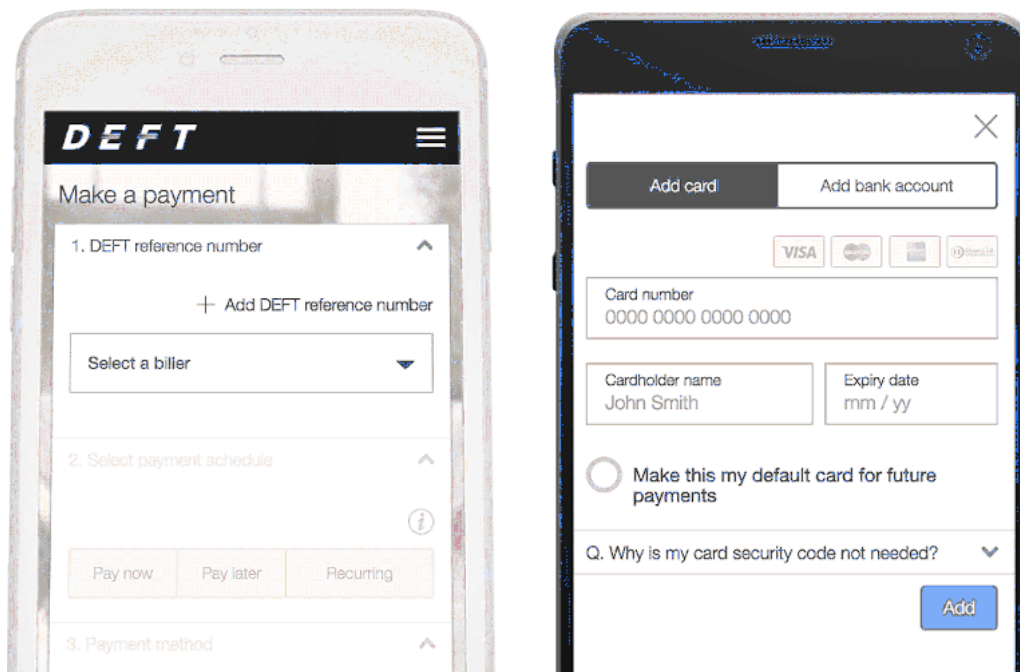 DEFT
Make a payment
1. DEFT reference number
+ Add DEFT reference number
Select a biller
2. Select payment schedule
i
Pay now Pay later Recurring
3. Payment method
Add card Add bank account
VISA
Card number
0000 0000 0000 0000
Cardholder name Expiry date
John Smith mm / yy
Make this my default card for future
payments
Q. Why is my card security code not needed?
Add